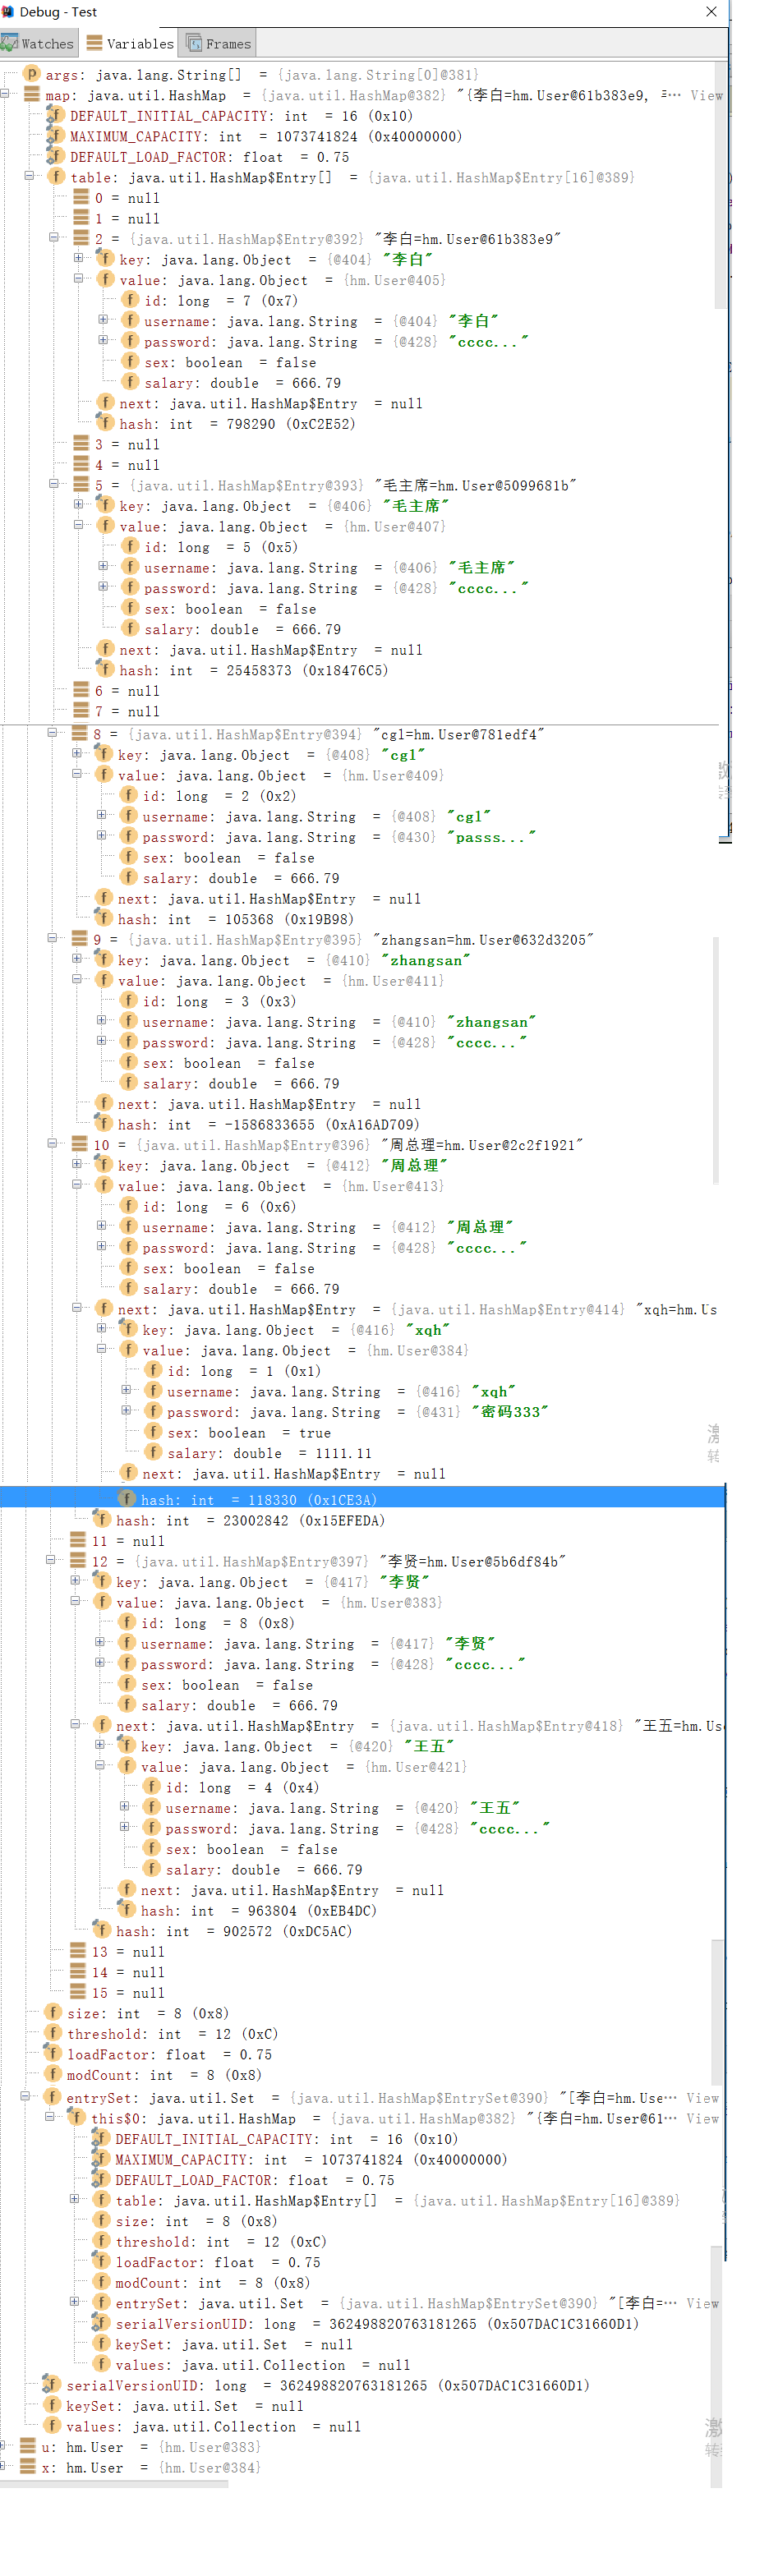 Debug - Test
Watches Variables Frames
args: java.lang.String[] = {java.lang.String[0]@381}
map: java.util.HashMap = {java.util.HashMap@382} "{李白=hm.User@61b383e9, ... View
DEFAULT_INITIAL_CAPACITY: int = 16 (0x10)
MAXIMUM_CAPACITY: int = 1073741824 (0x40000000)
DEFAULT_LOAD_FACTOR: float = 0.75
table: java.util.HashMap$Entry[] = {java.util.HashMap$Entry[16]@389}
0 = null
1 = null
2 = {java.util.HashMap$Entry@392} "李白=hm.User@61b383e9"
key: java.lang.Object = {@404} "李白"
value: java.lang.Object = {hm.User@405}
id: long = 7 (0x7)
username: java.lang.String = {@404} "李白"
password: java.lang.String = {@428} "cccc..."
sex: boolean = false
salary: double = 666.79
next: java.util.HashMap$Entry = null
hash: int = 798290 (0xC2E52)
3 = null
4 = null
5 = {java.util.HashMap$Entry@393} "毛主席=hm.User@5099681b"
key: java.lang.Object = {@406} "毛主席"
value: java.lang.Object = {hm.User@407}
id: long = 5 (0x5)
username: java.lang.String = {@406} "毛主席"
password: java.lang.String = {@428} "cccc..."
sex: boolean = false
salary: double = 666.79
next: java.util.HashMap$Entry = null
hash: int = 25458373 (0x18476C5)
6 = null
7 = null
8 = {java.util.HashMap$Entry@394} "cgl=hm.User@781edf4"
key: java.lang.Object = {@408} "cgl"
value: java.lang.Object = {hm.User@409}
id: long = 2 (0x2)
username: java.lang.String = {@408} "cgl"
password: java.lang.String = {@430} "passs..."
sex: boolean = false
salary: double = 666.79
next: java.util.HashMap$Entry = null
hash: int = 105368 (0x19B98)
9 = {java.util.HashMap$Entry@395} "zhangsan=hm.User@632d3205"
key: java.lang.Object = {@410} "zhangsan"
value: java.lang.Object = {hm.User@411}
id: long = 3 (0x3)
username: java.lang.String = {@410} "zhangsan"
password: java.lang.String = {@428} "cccc..."
sex: boolean = false
salary: double = 666.79
next: java.util.HashMap$Entry = null
hash: int = -1586833655 (0xA16AD709)
10 = {java.util.HashMap$Entry@396} "周总理=hm.User@2c2f1921"
key: java.lang.Object = {@412} "周总理"
value: java.lang.Object = {hm.User@413}
id: long = 6 (0x6)
username: java.lang.String = {@412} "周总理"
password: java.lang.String = {@428} "cccc..."
sex: boolean = false
salary: double = 666.79
next: java.util.HashMap$Entry = {java.util.HashMap$Entry@414} "xqh=hm.Us
key: java.lang.Object = {@416} "xqh"
value: java.lang.Object = {hm.User@384}
id: long = 1 (0x1)
username: java.lang.String = {@416} "xqh"
password: java.lang.String = {@431} "密码333"
sex: boolean = true
salary: double = 1111.11
next: java.util.HashMap$Entry = null
hash: int = 118330 (0x1CE3A)
hash: int = 23002842 (0x15EFEDA)
11 = null
12 = {java.util.HashMap$Entry@397} "李贤=hm.User@5b6df84b"
key: java.lang.Object = {@417} "李贤"
value: java.lang.Object = {hm.User@383}
id: long = 8 (0x8)
username: java.lang.String = {@417} "李贤"
password: java.lang.String = {@428} "cccc..."
sex: boolean = false
salary: double = 666.79
next: java.util.HashMap$Entry = {java.util.HashMap$Entry@418} "王五=hm.Us
key: java.lang.Object = {@420} "王五"
value: java.lang.Object = {hm.User@421}
id: long = 4 (0x4)
username: java.lang.String = {@420} "王五"
password: java.lang.String = {@428} "cccc..."
sex: boolean = false
salary: double = 666.79
next: java.util.HashMap$Entry = null
hash: int = 963804 (0xEB4DC)
hash: int = 902572 (0xDC5AC)
13 = null
14 = null
15 = null
size: int = 8 (0x8)
threshold: int = 12 (0xC)
loadFactor: float = 0.75
modCount: int = 8 (0x8)
entrySet: java.util.Set = {java.util.HashMap$EntrySet@390} "[李白=hm.Use... View
this$0: java.util.HashMap = {java.util.HashMap@382} "{李白=hm.User@61... View
DEFAULT_INITIAL_CAPACITY: int = 16 (0x10)
MAXIMUM_CAPACITY: int = 1073741824 (0x40000000)
DEFAULT_LOAD_FACTOR: float = 0.75
table: java.util.HashMap$Entry[] = {java.util.HashMap$Entry[16]@389}
size: int = 8 (0x8)
threshold: int = 12 (0xC)
loadFactor: float = 0.75
modCount: int = 8 (0x8)
entrySet: java.util.Set = {java.util.HashMap$EntrySet@390} "[李白=... View
serialVersionUID: long = 362498820763181265 (0x507DAC1C31660D1)
keySet: java.util.Set = null
values: java.util.Collection = null
serialVersionUID: long = 362498820763181265 (0x507DAC1C31660D1)
keySet: java.util.Set = null
values: java.util.Collection = null
u: hm.User = {hm.User@383}
x: hm.User = {hm.User@384}